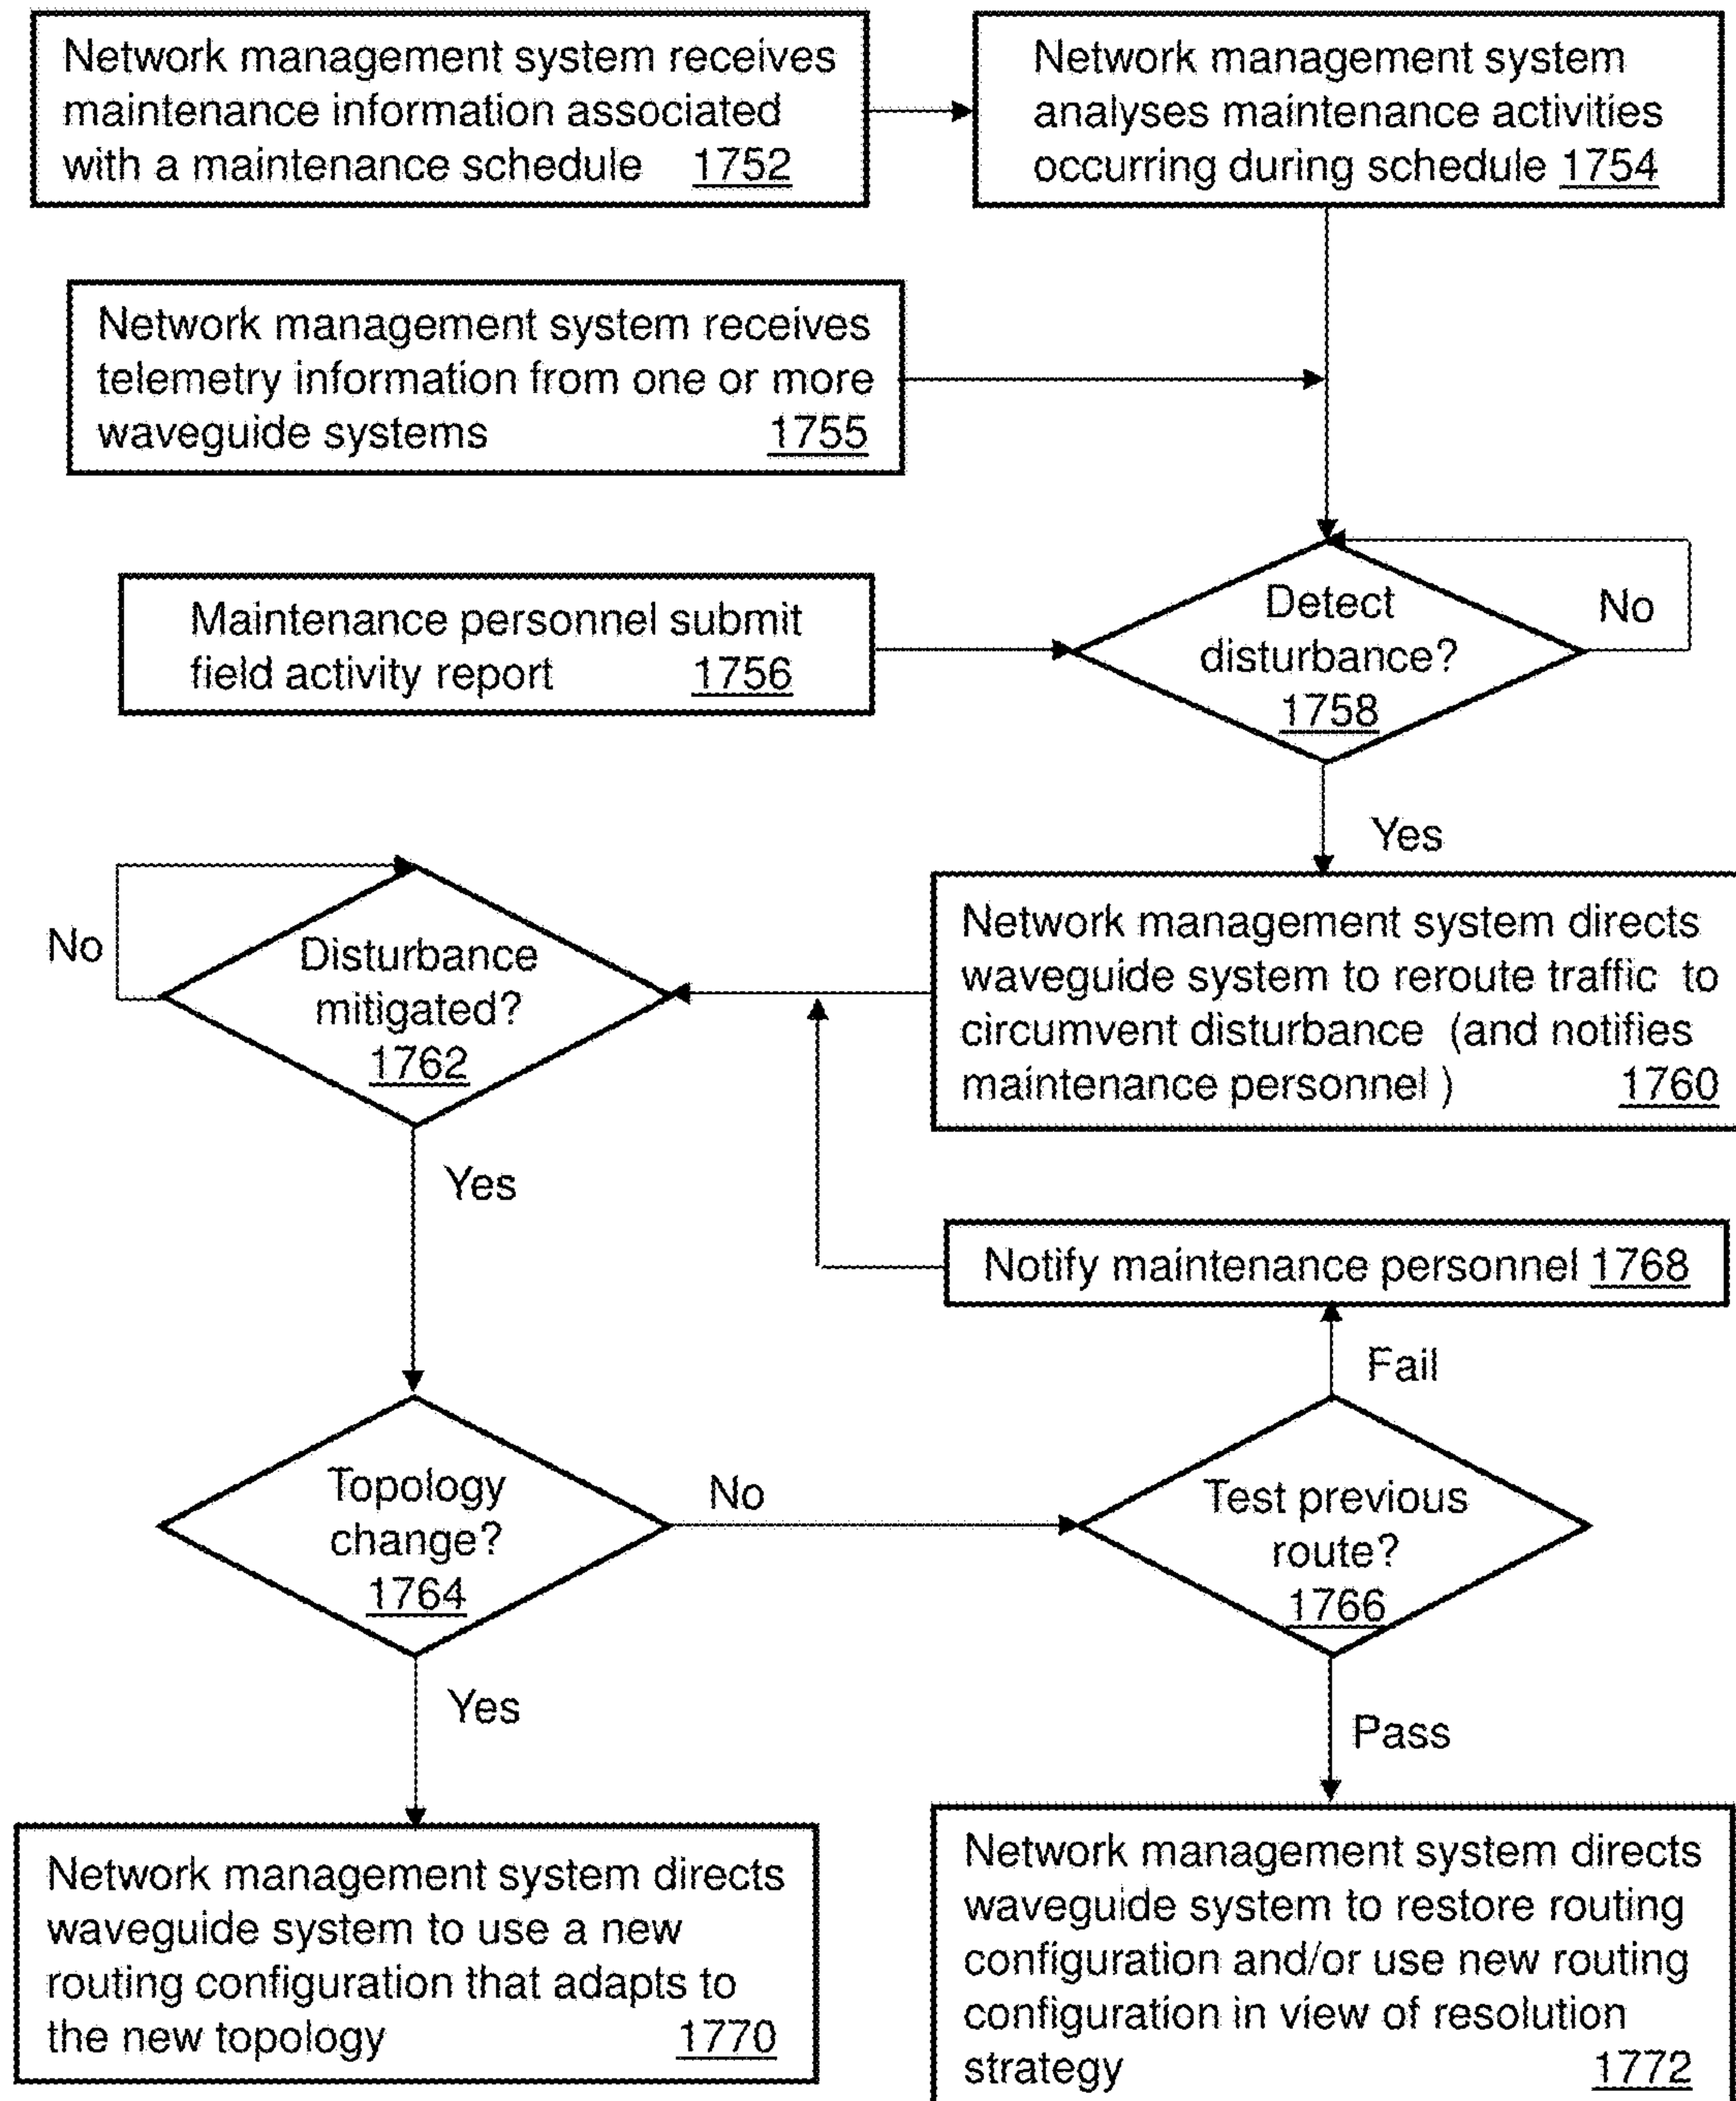 Network management system receives
maintenance information associated
with a maintenance schedule 1752
Network management system
analyses maintenance activities
occurring during schedule 1754
Network management system receives
telemetry information from one or more
waveguide systems 1755
Maintenance personnel submit
field activity report 1756
Detect
disturbance?
1758
No
Yes
Network management system directs
waveguide system to reroute traffic to
circumvent disturbance (and notifies
maintenance personnel ) 1760
Disturbance
mitigated?
1762
No
Yes
Notify maintenance personnel 1768
Fail
Topology
change?
1764
No
Test previous
route?
1766
Yes
Pass
Network management system directs
waveguide system to use a new
routing configuration that adapts to
the new topology 1770
Network management system directs
waveguide system to restore routing
configuration and/or use new routing
configuration in view of resolution
strategy 1772